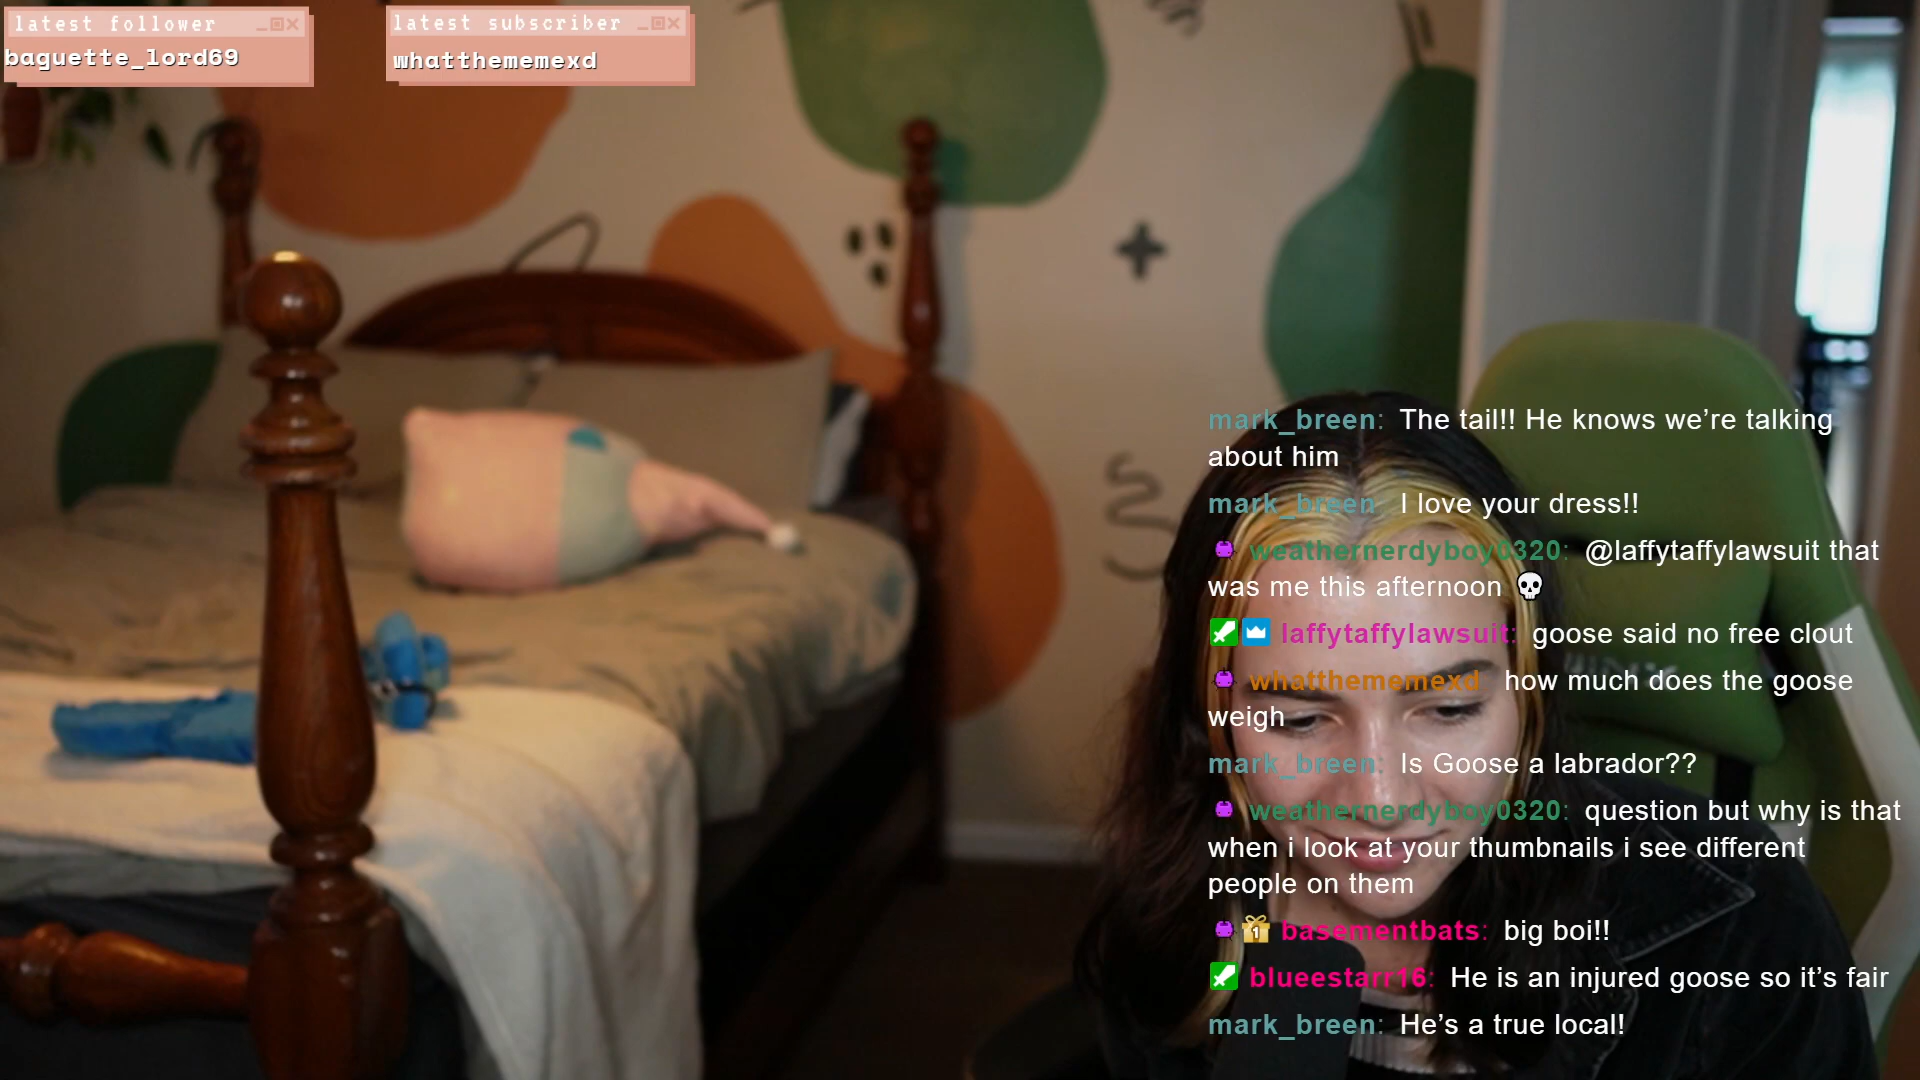 latest follower
baguette_lord69
latest subscriber
whatthememexd
mark_breen: The tail!! He knows we’re talking
about him
mark_breen: I love your dress!!
weathernerdyboy0320: @laffytaffylawsuit that
was me this afternoon 💀
laffytaffylawsuit: goose said no free clout
whatthememexd: how much does the goose
weigh
mark_breen: Is Goose a labrador??
weathernerdyboy0320: question but why is that
when i look at your thumbnails i see different
people on them
basementbats: big boi!!
blueestarr16: He is an injured goose so it’s fair
mark_breen: He’s a true local!